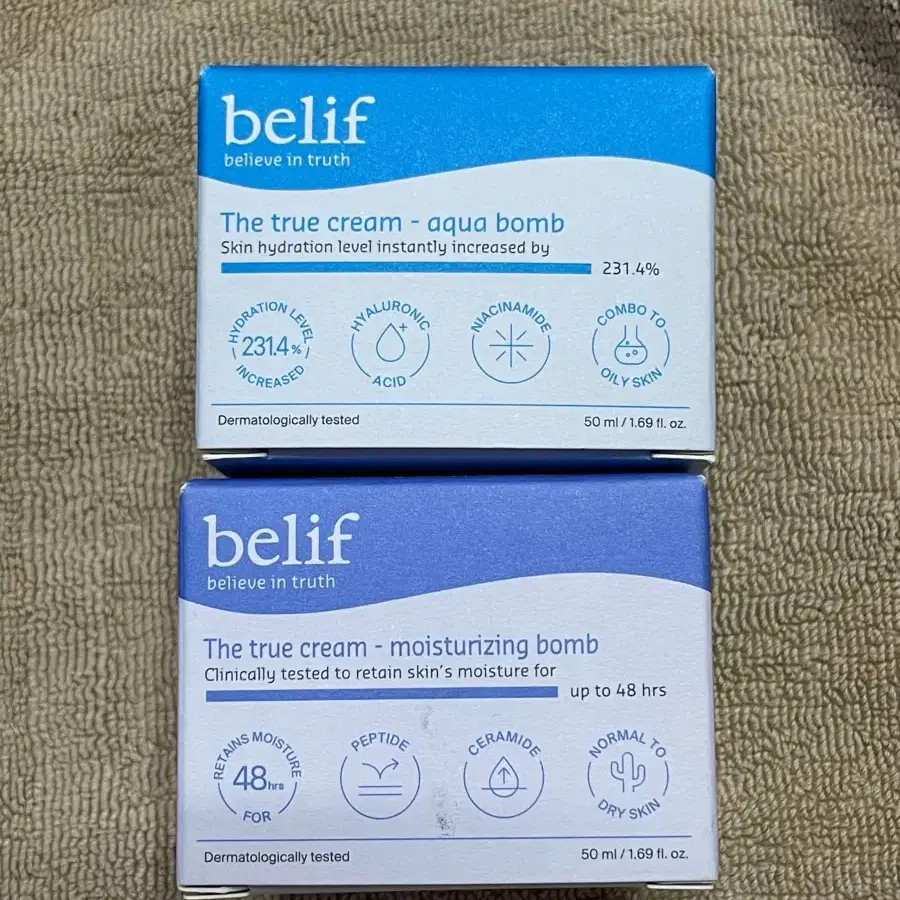 belif
believe in truth
The true cream - aqua bomb
Skin hydration level instantly increased by
231.4%
HYDRATION LEVEL
231.4%
INCREASED
HYALURONIC
ACID
NIACINAMIDE
COMBO TO
OILY SKIN
Dermatologically tested
50 ml / 1.69 fl. oz.
belif
believe in truth
The true cream - moisturizing bomb
Clinically tested to retain skin's moisture for
up to 48 hrs
RETAINS MOISTURE
48hrs
FOR
PEPTIDE
CERAMIDE
NORMAL TO
DRY SKIN
Dermatologically tested
50 ml / 1.69 fl. oz.